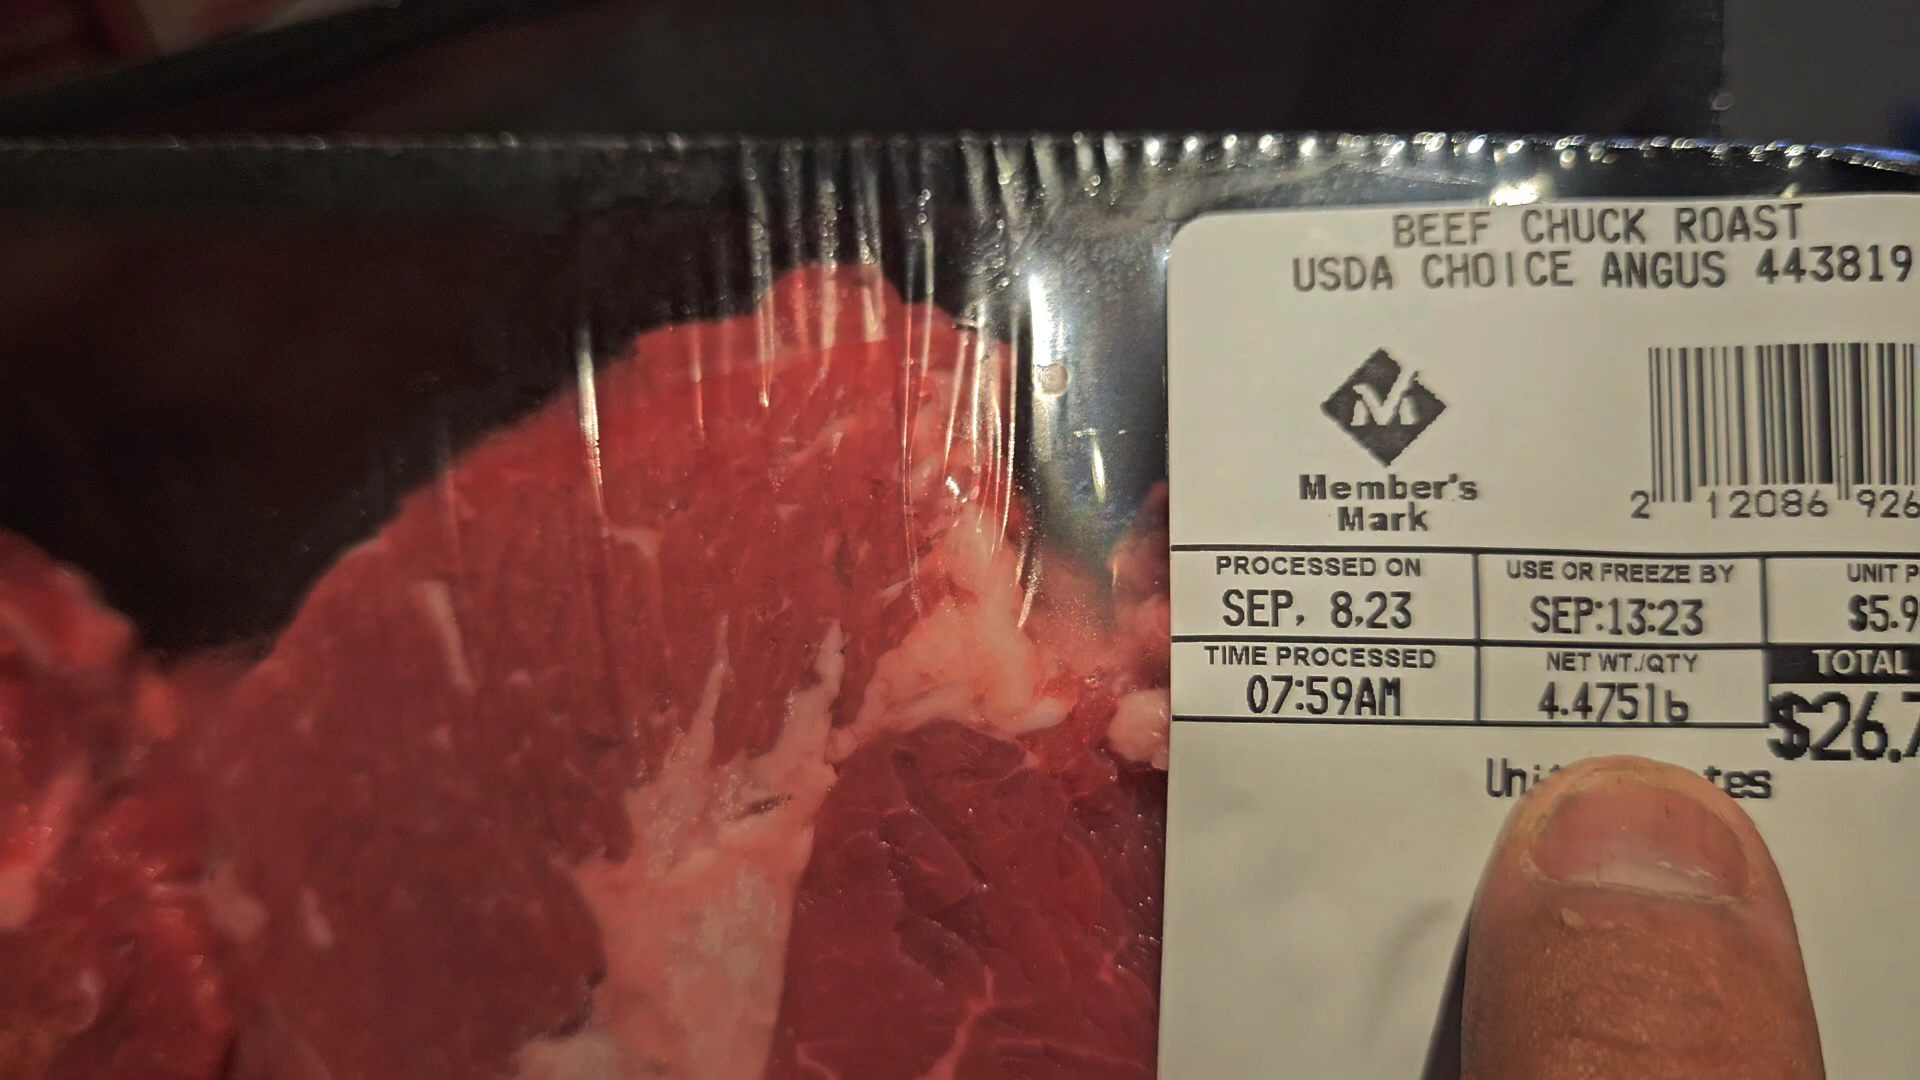 BEEF CHUCK ROAST
USDA CHOICE ANGUS 443819
Member's
Mark
2 12086 926
PROCESSED ON
SEP, 8,23
USE OR FREEZE BY
SEP:13:23
UNIT P
$5.9
TIME PROCESSED
07:59AM
NET WT./QTY
4.475lb
TOTAL
$26.7